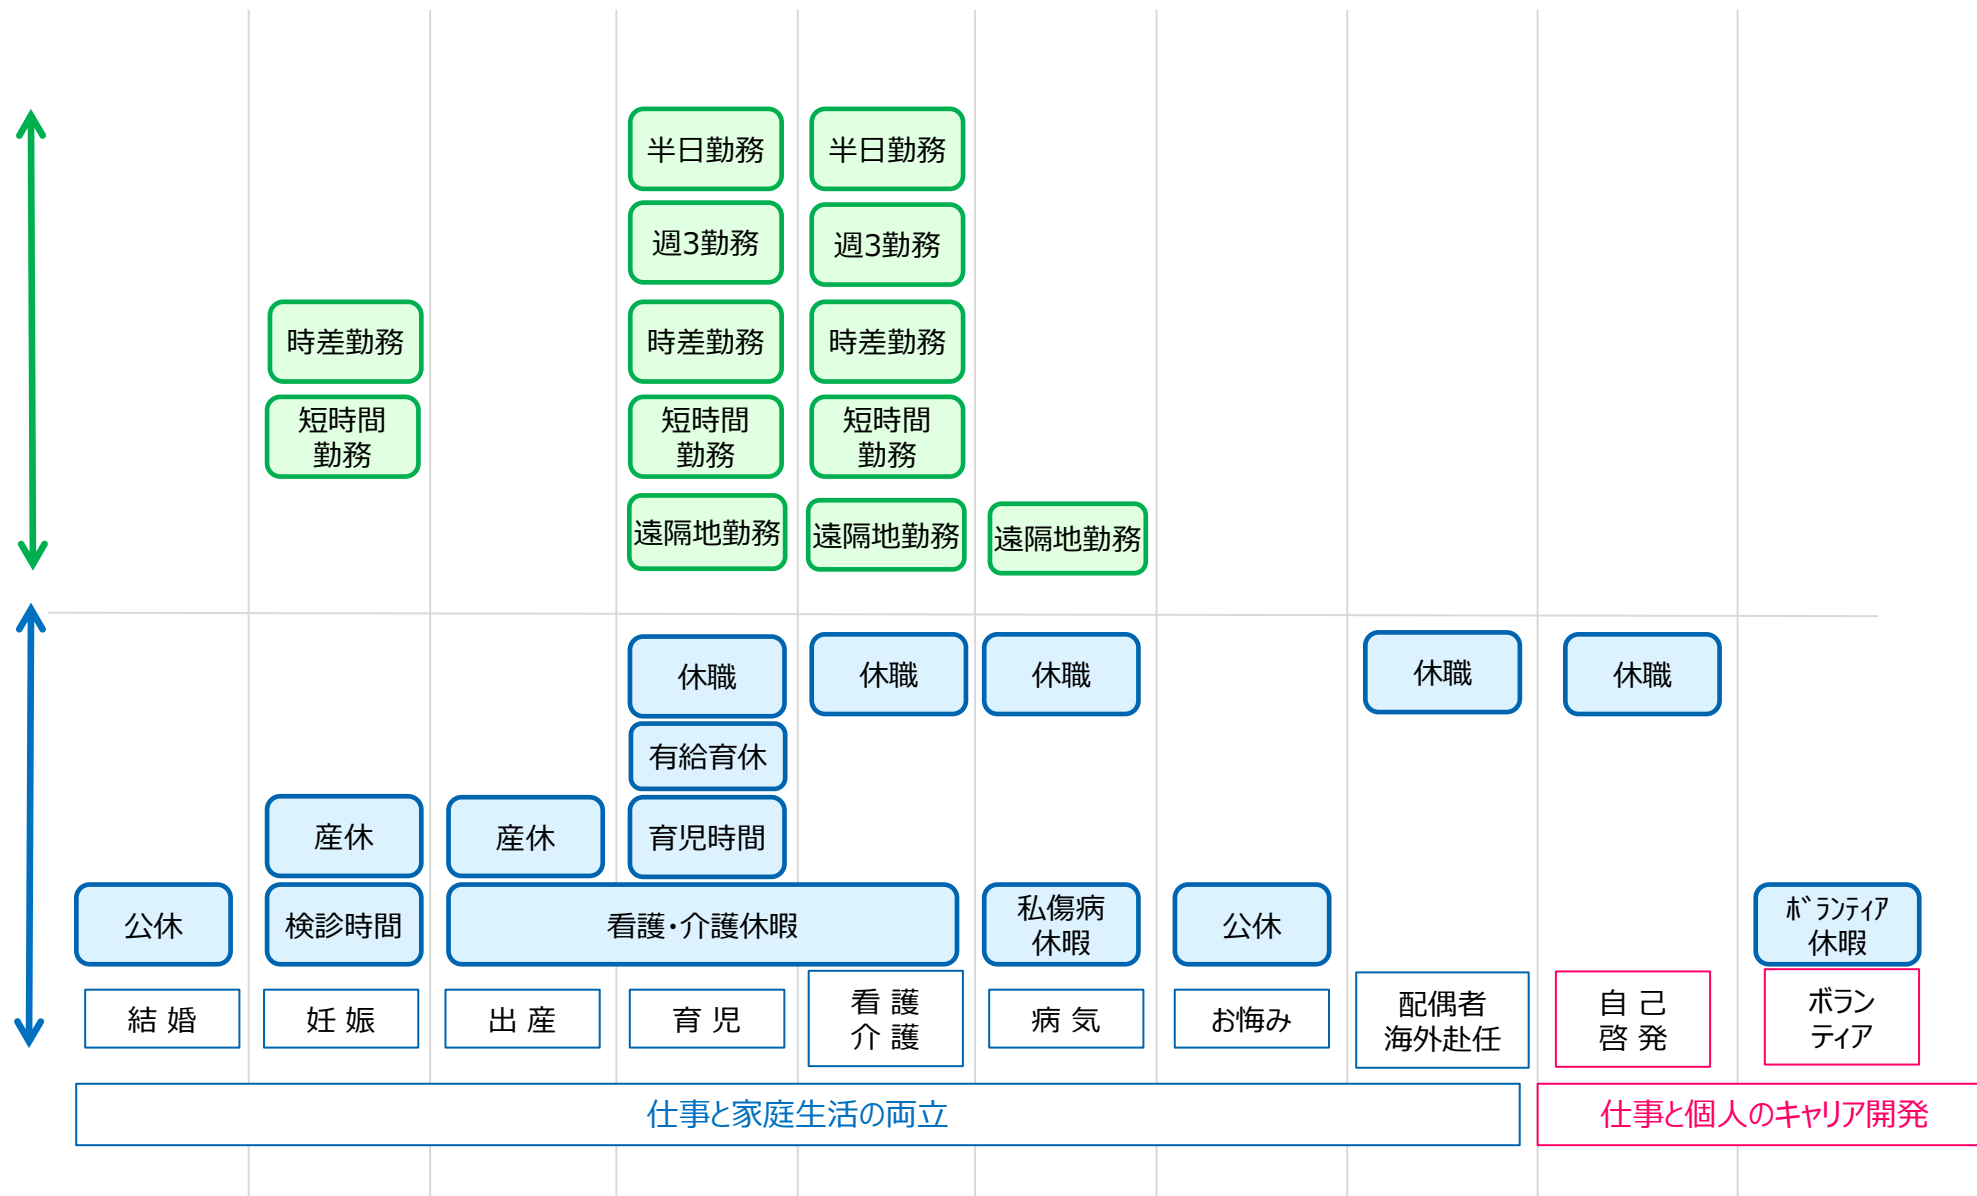 半日勤務
半日勤務
週3勤務
週3勤務
時差勤務
時差勤務
時差勤務
短時間
勤務
短時間
勤務
短時間
勤務
遠隔地勤務
遠隔地勤務
遠隔地勤務
休職
休職
休職
休職
休職
有給育休
産休
産休
育児時間
公休
検診時間
看護・介護休暇
私傷病
休暇
公休
ﾎﾞﾗﾝﾃｨｱ
休暇
結 婚
妊 娠
出 産
育 児
看 護
介 護
病 気
お悔み
配偶者
海外赴任
自 己
啓 発
ボラン
ティア
仕事と家庭生活の両立
仕事と個人のキャリア開発